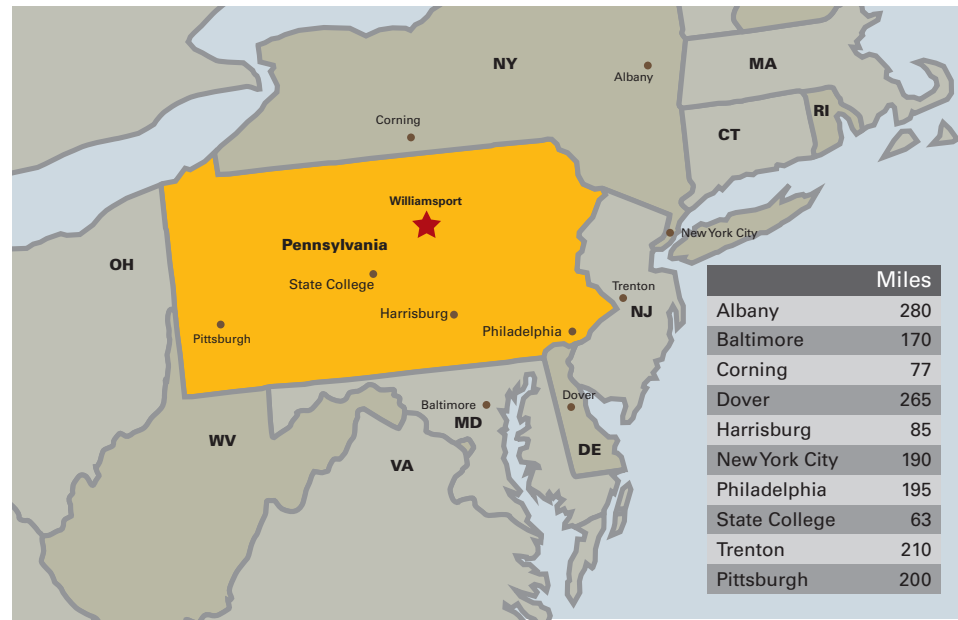 NY
Albany
MA
RI
Corning
CT
Williamsport
New York City
Pennsylvania
OH
State College
Trenton
NJ
Harrisburg
Philadelphia
Pittsburgh
Dover
Baltimore
MD
WV
DE
VA
Miles
Albany 280
Baltimore 170
Corning 77
Dover 265
Harrisburg 85
New York City 190
Philadelphia 195
State College 63
Trenton 210
Pittsburgh 200